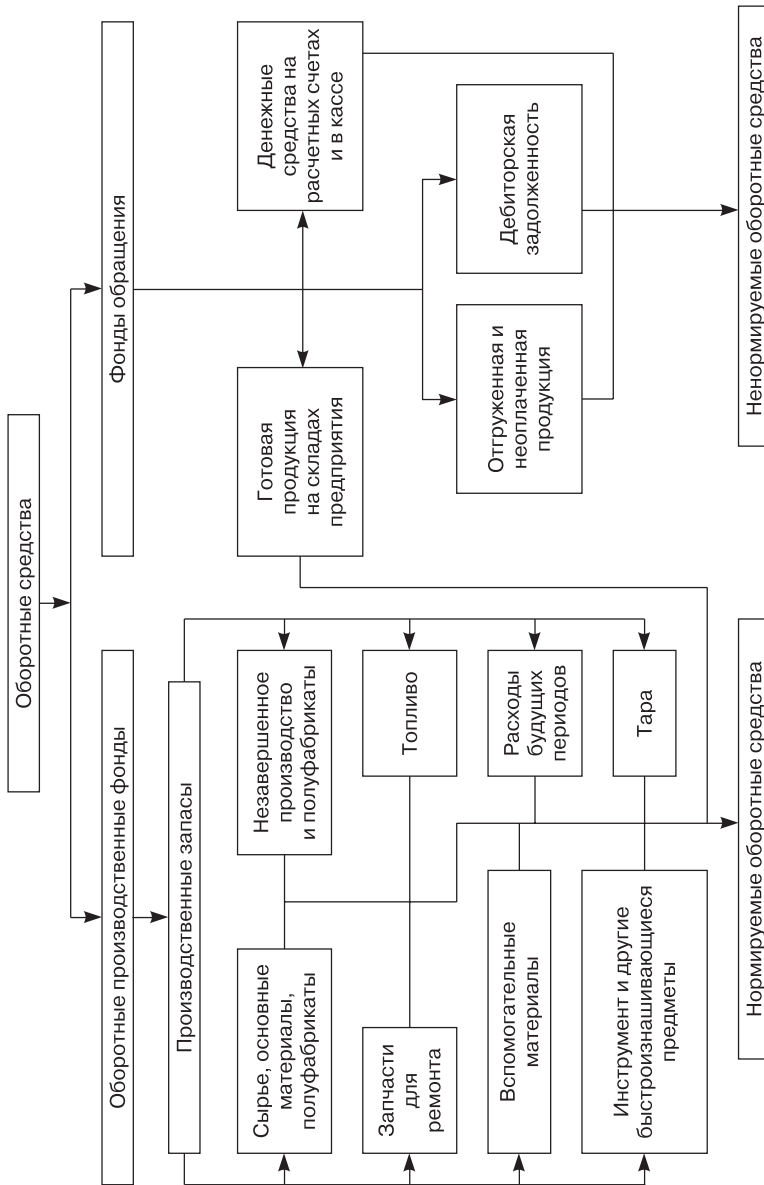 Оборотные средства
Оборотные производственные фонды
Фонды обращения
Производственные запасы
Сырье, основные
материалы,
полуфабрикаты
Незавершенное
производство
и полуфабрикаты
Готовая
продукция
на складах
предприятия
Денежные
средства на
расчетных счетах
и в кассе
Запчасти
для
ремонта
Топливо
Отгруженная и
неоплаченная
продукция
Дебиторская
задолженность
Вспомогательные
материалы
Расходы
будущих
периодов
Инструмент и другие
быстроизнашивающиеся
предметы
Тара
Нормируемые оборотные средства
Ненормируемые оборотные средства